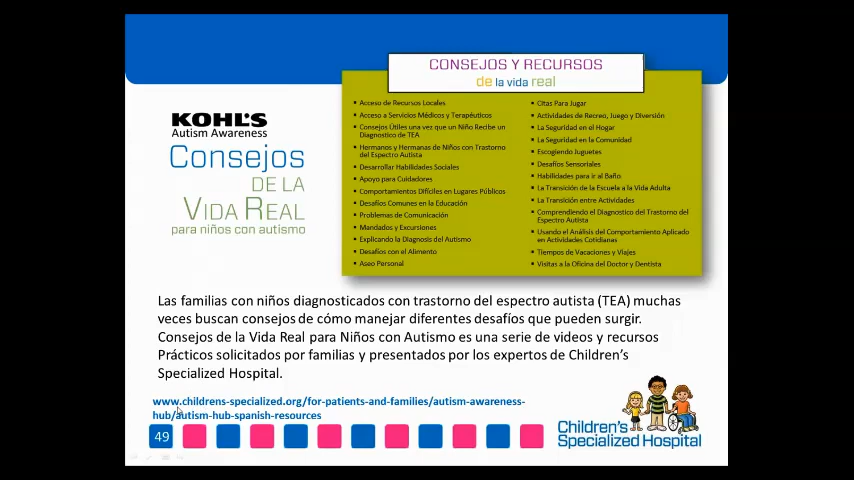 CONSEJOS Y RECURSOS
de la vida real
Acceso de Recursos Locales
Acceso a Servicios Médicos y Terapéuticos
Consejos Útiles una vez que un Niño Recibe un
Diagnostico de TEA
Hermanos y Hermanas de Niños con Trastorno
del Espectro Autista
Desarrollar Habilidades Sociales
Apoyo para Cuidadores
Comportamientos Difíciles en Lugares Públicos
Desafíos Comunes en la Educación
Problemas de Comunicación
Mandados y Excursiones
Explicando la Diagnosis del Autismo
Desafíos con el Alimento
Aseo Personal
Citas Para Jugar
Actividades de Recreo, Juego y Diversión
La Seguridad en el Hogar
La Seguridad en la Comunidad
Escogiendo Juguetes
Desafíos Sensoriales
Habilidades para ir al Baño
La Transición de la Escuela a la Vida Adulta
La Transición entre Actividades
Comprendiendo el Diagnostico del Trastorno del
Espectro Autista
Usando el Análisis del Comportamiento Aplicado
en Actividades Cotidianas
Tiempos de Vacaciones y Viajes
Visitas a la Oficina del Doctor y Dentista
KOHL'S
Autism Awareness
Consejos
DE LA
VIDA REAL
para niños con autismo
Las familias con niños diagnosticados con trastorno del espectro autista (TEA) muchas
veces buscan consejos de cómo manejar diferentes desafíos que pueden surgir.
Consejos de la Vida Real para Niños con Autismo es una serie de videos y recursos
Prácticos solicitados por familias y presentados por los expertos de Children's
Specialized Hospital.
www.childrens-specialized.org/for-patients-and-families/autism-awareness-
hub/autism-hub-spanish-resources
49
Children's
Specialized Hospital